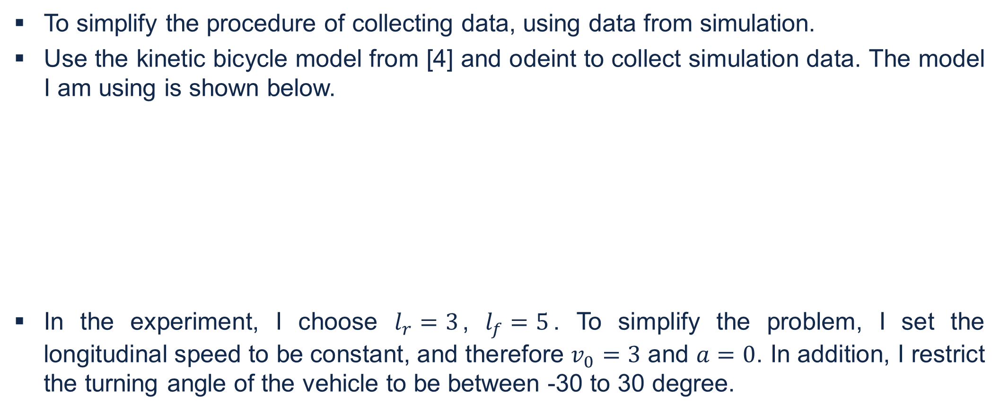 ▪ To simplify the procedure of collecting data, using data from simulation.
▪ Use the kinetic bicycle model from [4] and odeint to collect simulation data. The model
I am using is shown below.
▪ In the experiment, I choose l_r = 3, l_f = 5. To simplify the problem, I set the
longitudinal speed to be constant, and therefore v_0 = 3 and a = 0. In addition, I restrict
the turning angle of the vehicle to be between -30 to 30 degree.